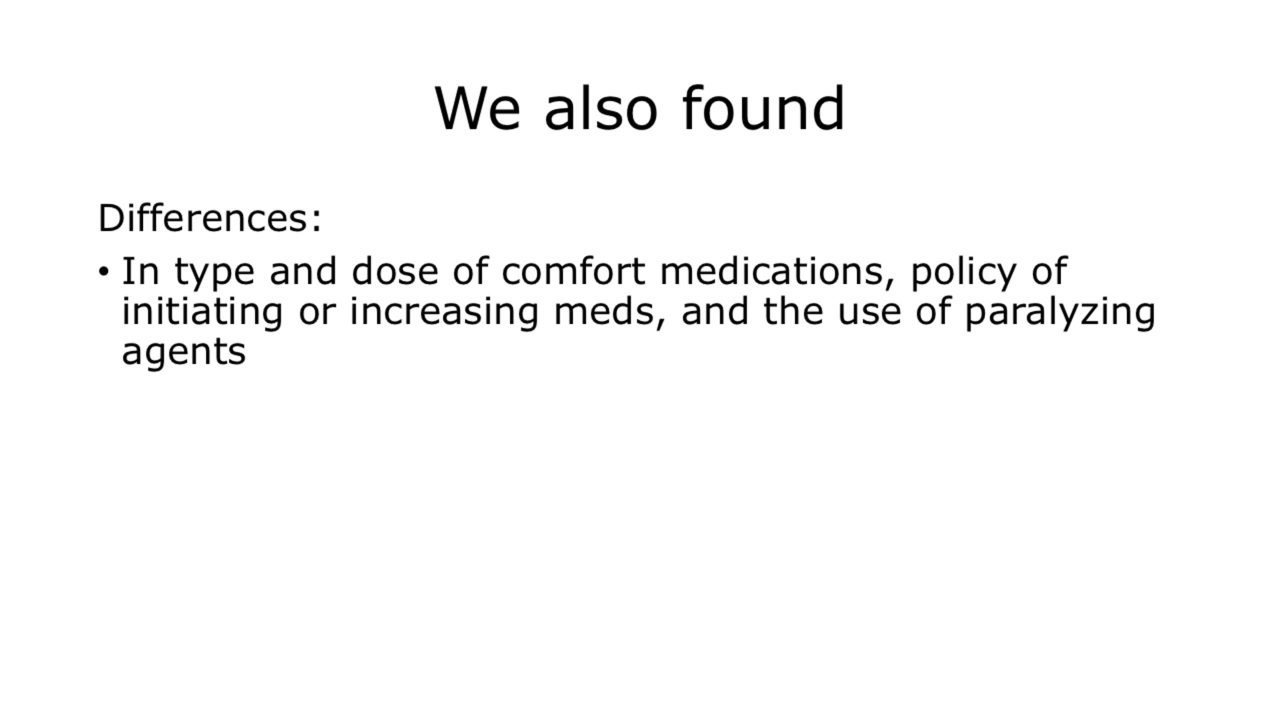 We also found
Differences:
• In type and dose of comfort medications, policy of
initiating or increasing meds, and the use of paralyzing
agents